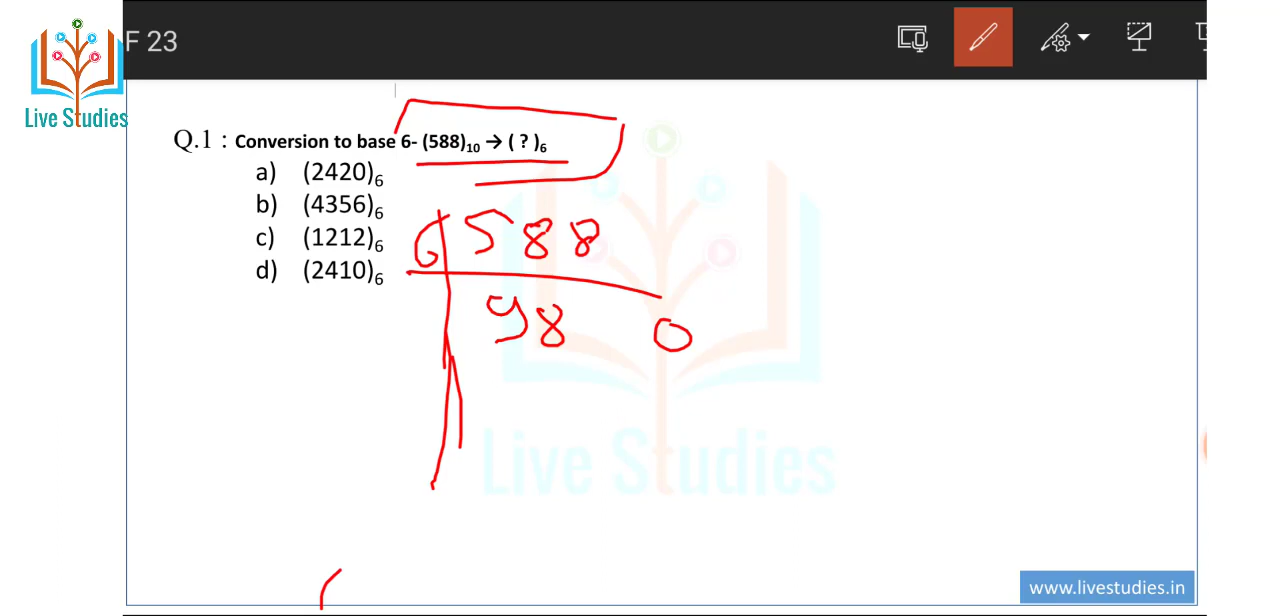 F 23
Live Studies
Q.1 : Conversion to base 6- (588)₁₀ → ( ? )₆
a) (2420)₆
b) (4356)₆
c) (1212)₆
d) (2410)₆
6 588
98 0
Live Studies
www.livestudies.in